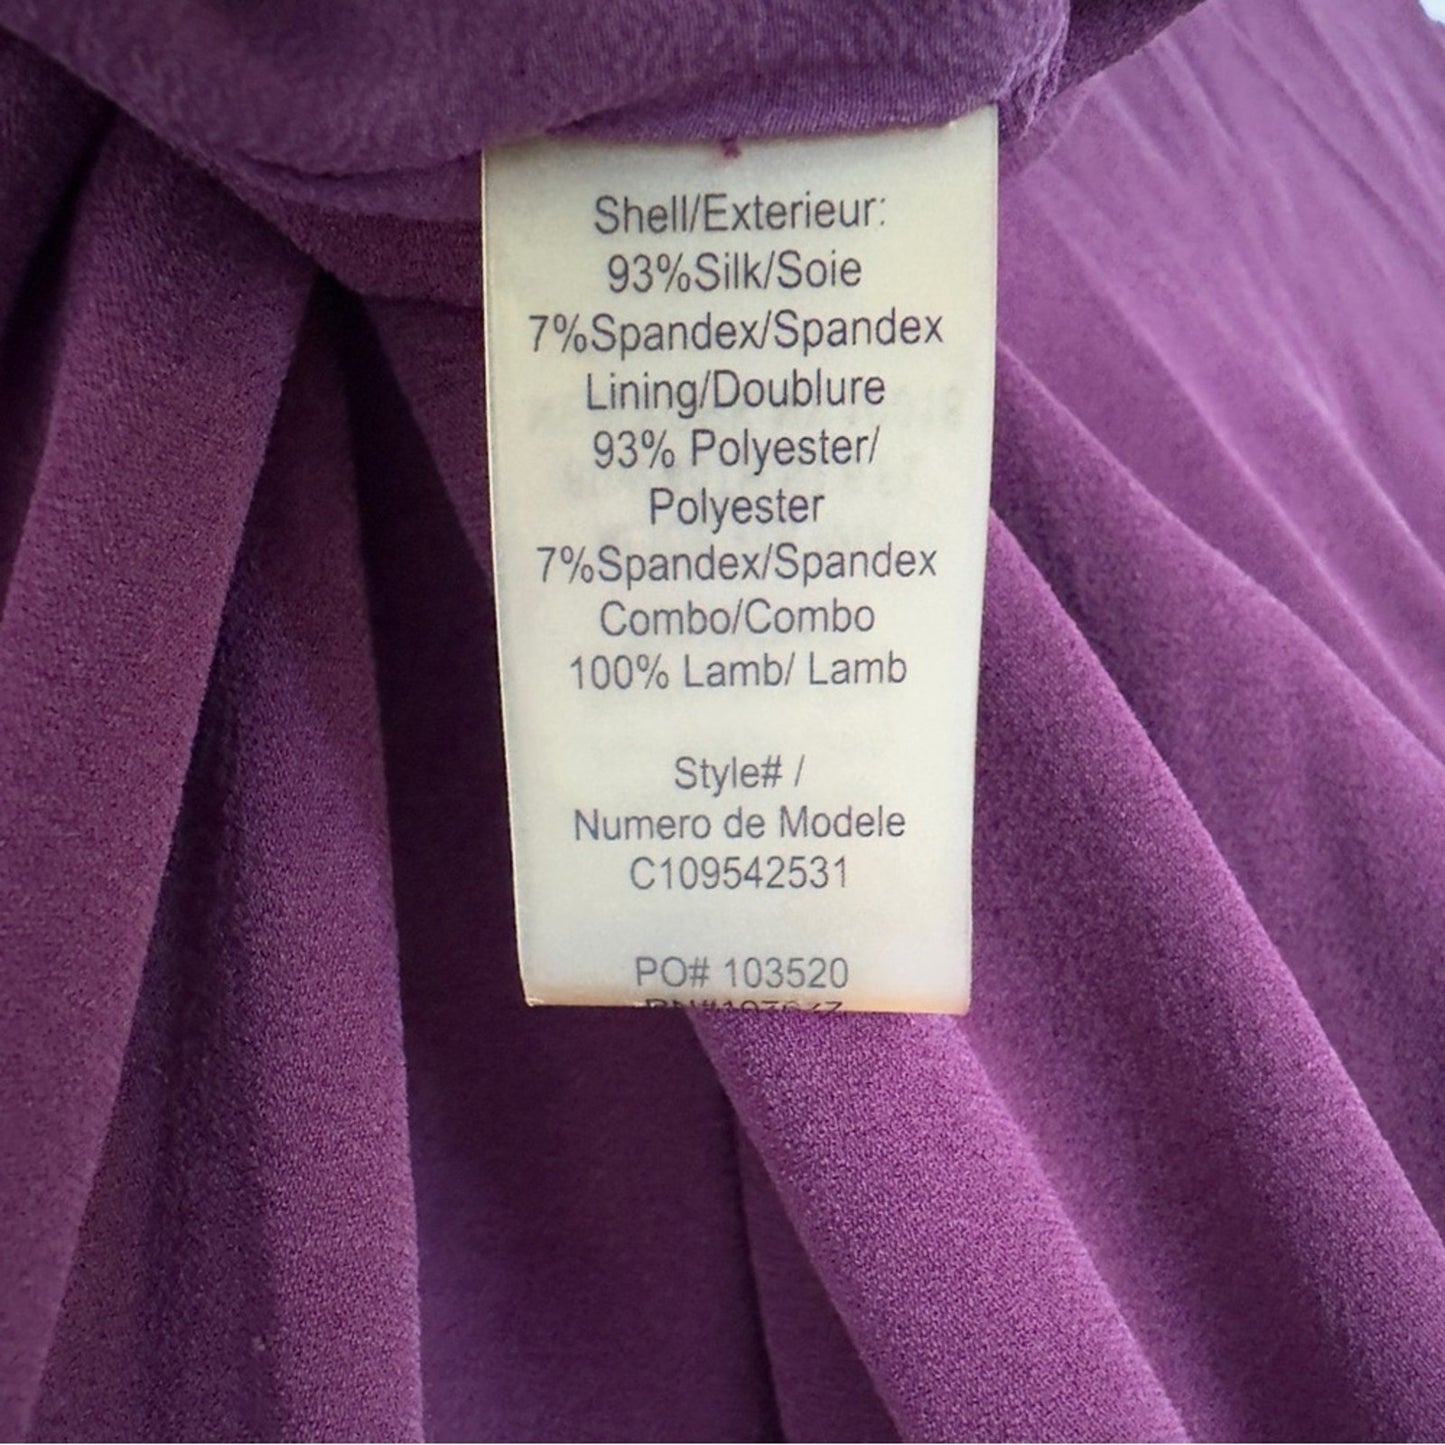 Shell/Exterieur:
93%Silk/Soie
7%Spandex/Spandex
Lining/Doublure
93% Polyester/
Polyester
7%Spandex/Spandex
Combo/Combo
100% Lamb/ Lamb
Style# /
Numero de Modele
C109542531
PO# 103520